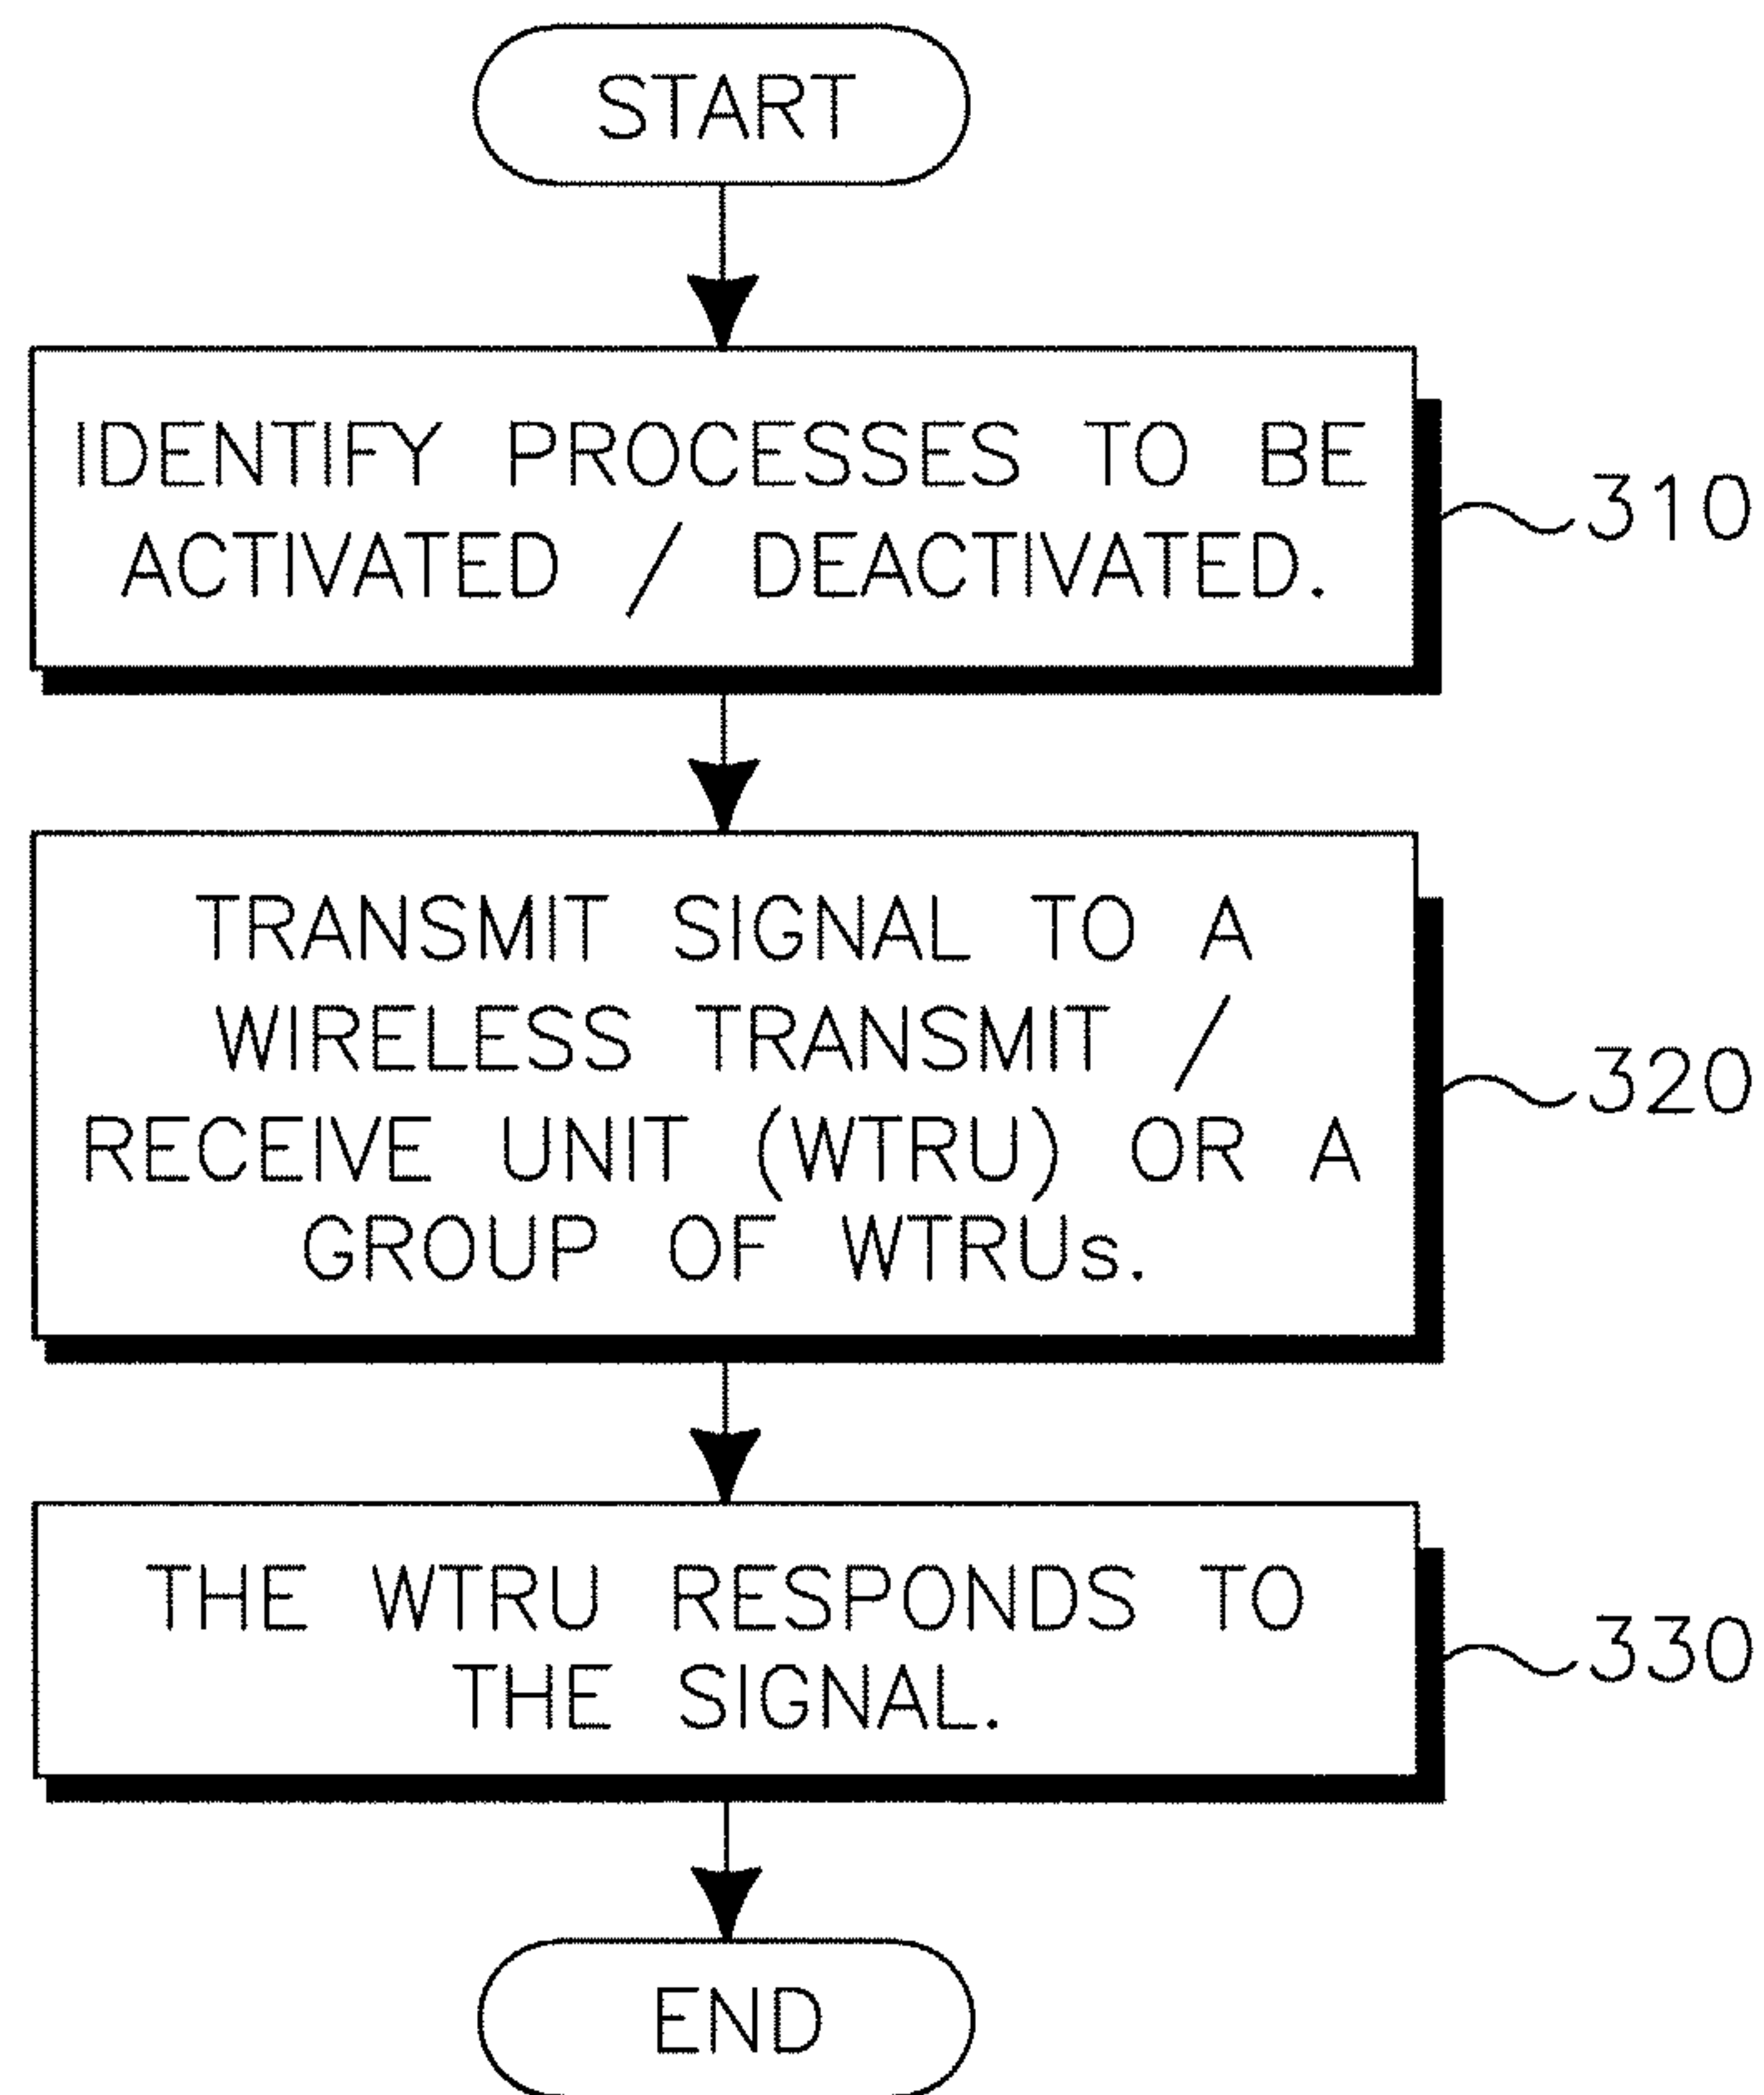 START
IDENTIFY PROCESSES TO BE
ACTIVATED / DEACTIVATED.
310
TRANSMIT SIGNAL TO A
WIRELESS TRANSMIT /
RECEIVE UNIT (WTRU) OR A
GROUP OF WTRUs.
320
THE WTRU RESPONDS TO
THE SIGNAL.
330
END